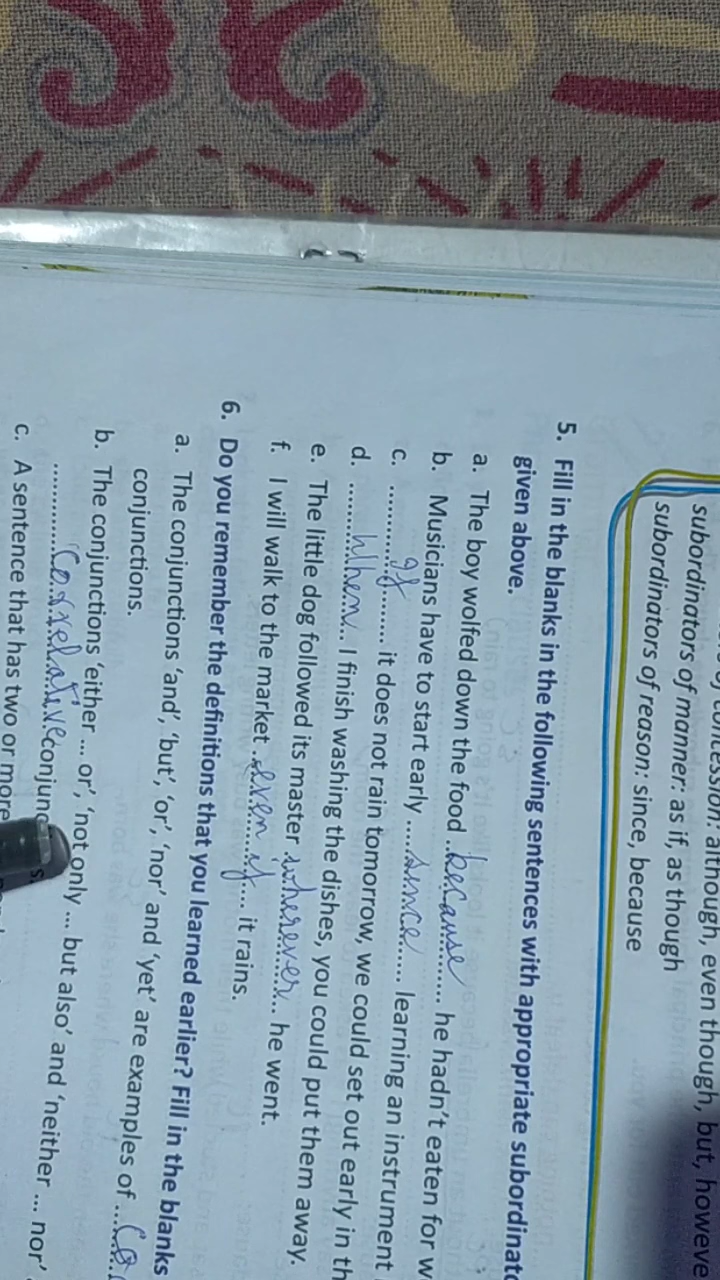 concession: although, even though, but, howeve
subordinators of manner: as if, as though
subordinators of reason: since, because
5. Fill in the blanks in the following sentences with appropriate subordinat
given above.
a. The boy wolfed down the food ..because...... he hadn't eaten for w
b. Musicians have to start early ....since...... learning an instrument
c. ..........If......... it does not rain tomorrow, we could set out early in th
d. ........When... I finish washing the dishes, you could put them away.
e. The little dog followed its master wherever... he went.
f. I will walk to the market ..even if.... it rains.
6. Do you remember the definitions that you learned earlier? Fill in the blanks
a. The conjunctions 'and', 'but', 'or', 'nor' and 'yet' are examples of ....Co
conjunctions.
b. The conjunctions 'either ... or', 'not only ... but also' and 'neither ... nor'
............Correlative conjunc s.
c. A sentence that has two or more